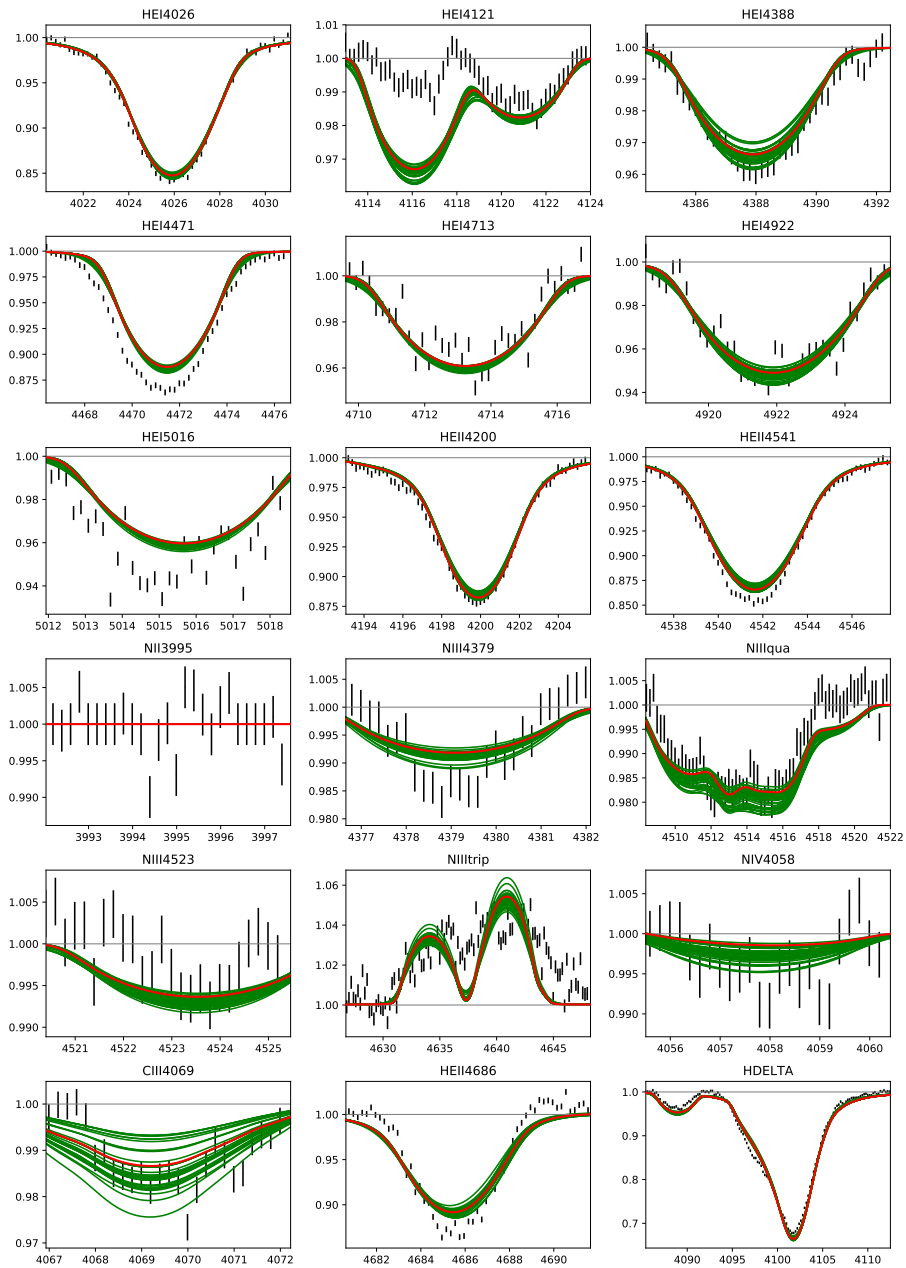 HEI4026 HEI4121 HEI4388
1.00 0.95 0.90 0.85
4022 4024 4026 4028 4030
1.01 1.00 0.99 0.98 0.97
4114 4116 4118 4120 4122 4124
1.00 0.99 0.98 0.97 0.96
4386 4388 4390 4392
HEI4471 HEI4713 HEI4922
1.000 0.975 0.950 0.925 0.900 0.875
4468 4470 4472 4474 4476
1.00 0.98 0.96
4710 4712 4714 4716
1.00 0.98 0.96 0.94
4920 4922 4924
HEI5016 HEII4200 HEII4541
1.00 0.98 0.96 0.94
5012 5013 5014 5015 5016 5017 5018
1.000 0.975 0.950 0.925 0.900 0.875
4194 4196 4198 4200 4202 4204
1.000 0.975 0.950 0.925 0.900 0.875 0.850
4538 4540 4542 4544 4546
NII3995 NIII4379 NIIIqua
1.005 1.000 0.995 0.990
3993 3994 3995 3996 3997
1.005 1.000 0.995 0.990 0.985 0.980
4377 4378 4379 4380 4381 4382
1.005 1.000 0.995 0.990 0.985 0.980
4510 4512 4514 4516 4518 4520 4522
NIII4523 NIIItrip NIV4058
1.005 1.000 0.995 0.990
4521 4522 4523 4524 4525
1.06 1.04 1.02 1.00
4630 4635 4640 4645
1.005 1.000 0.995 0.990
4056 4057 4058 4059 4060
CIII4069 HEII4686 HDELTA
1.00 0.99 0.98 0.97
4067 4068 4069 4070 4071 4072
1.00 0.95 0.90
4682 4684 4686 4688 4690
1.0 0.9 0.8 0.7
4090 4095 4100 4105 4110